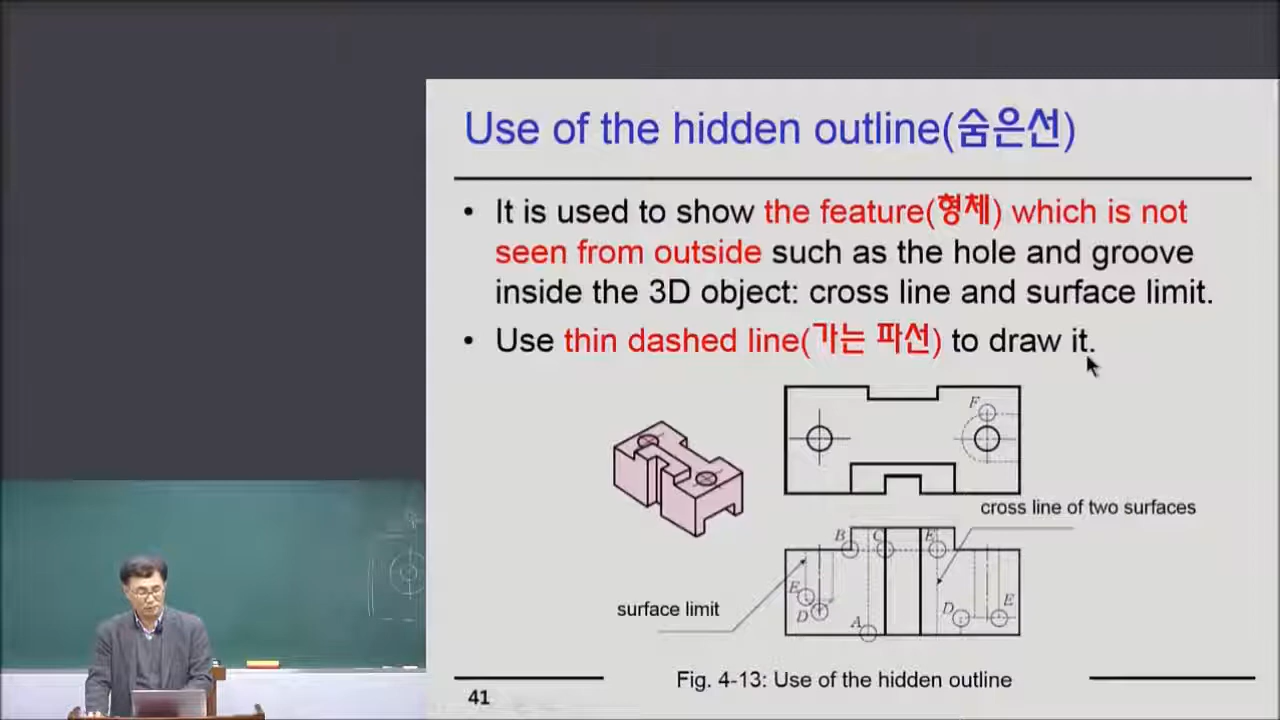 Use of the hidden outline(숨은선)
• It is used to show the feature(형체) which is not
seen from outside such as the hole and groove
inside the 3D object: cross line and surface limit.
• Use thin dashed line(가는 파선) to draw it.
F
cross line of two surfaces
B C E
E
surface limit
D
A
D E
Fig. 4-13: Use of the hidden outline
41